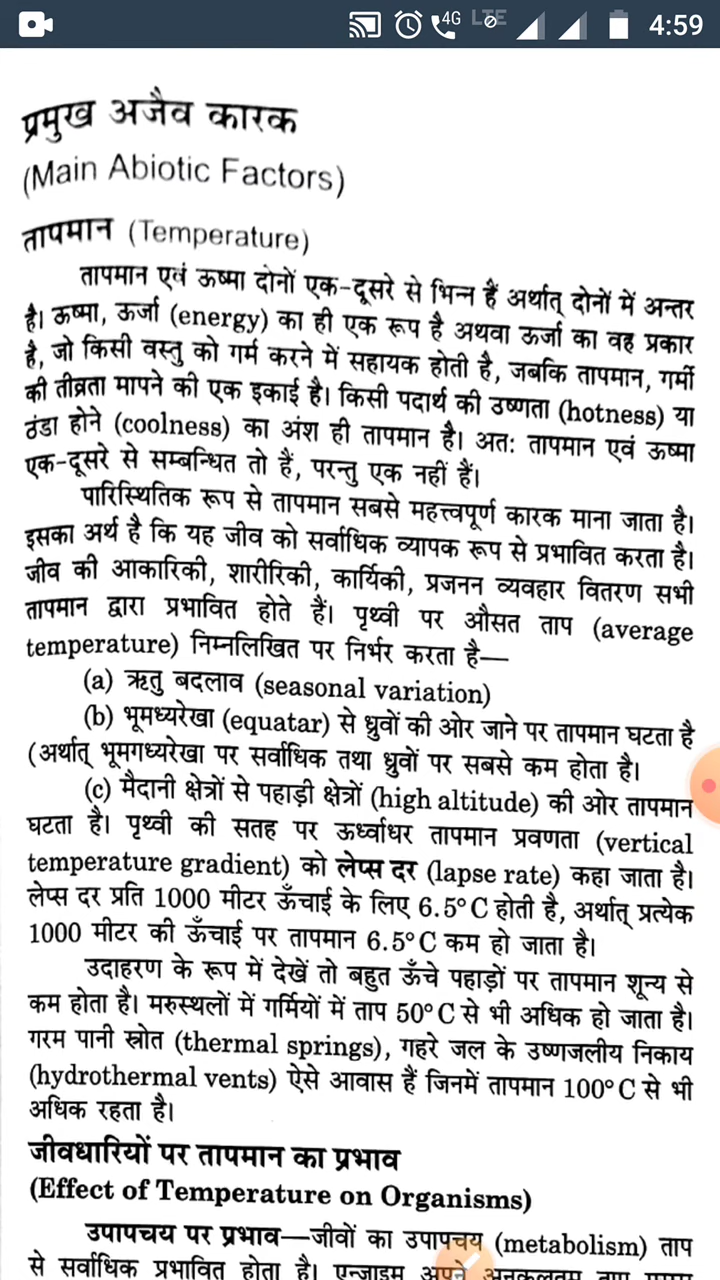 4G LTE 4:59
प्रमुख अजैव कारक
(Main Abiotic Factors)
तापमान (Temperature)
तापमान एवं ऊष्मा दोनों एक-दूसरे से भिन्न हैं अर्थात् दोनों में अन्तर
है। ऊष्मा, ऊर्जा (energy) का ही एक रूप है अथवा ऊर्जा का वह प्रकार
है, जो किसी वस्तु को गर्म करने में सहायक होती है, जबकि तापमान, गर्मी
की तीव्रता मापने की एक इकाई है। किसी पदार्थ की उष्णता (hotness) या
ठंडा होने (coolness) का अंश ही तापमान है। अत: तापमान एवं ऊष्मा
एक-दूसरे से सम्बन्धित तो हैं, परन्तु एक नहीं हैं।
पारिस्थितिक रूप से तापमान सबसे महत्त्वपूर्ण कारक माना जाता है।
इसका अर्थ है कि यह जीव को सर्वाधिक व्यापक रूप से प्रभावित करता है।
जीव की आकारिकी, शारीरिकी, कार्यिकी, प्रजनन व्यवहार वितरण सभी
तापमान द्वारा प्रभावित होते हैं। पृथ्वी पर औसत ताप (average
temperature) निम्नलिखित पर निर्भर करता है—
(a) ऋतु बदलाव (seasonal variation)
(b) भूमध्यरेखा (equatar) से ध्रुवों की ओर जाने पर तापमान घटता है
(अर्थात् भूमगध्यरेखा पर सर्वाधिक तथा ध्रुवों पर सबसे कम होता है।
(c) मैदानी क्षेत्रों से पहाड़ी क्षेत्रों (high altitude) की ओर तापमान
घटता है। पृथ्वी की सतह पर ऊर्ध्वाधर तापमान प्रवणता (vertical
temperature gradient) को लेप्स दर (lapse rate) कहा जाता है।
लेप्स दर प्रति 1000 मीटर ऊँचाई के लिए 6.5°C होती है, अर्थात् प्रत्येक
1000 मीटर की ऊँचाई पर तापमान 6.5°C कम हो जाता है।
उदाहरण के रूप में देखें तो बहुत ऊँचे पहाड़ों पर तापमान शून्य से
कम होता है। मरुस्थलों में गर्मियों में ताप 50°C से भी अधिक हो जाता है।
गरम पानी स्रोत (thermal springs), गहरे जल के उष्णजलीय निकाय
(hydrothermal vents) ऐसे आवास हैं जिनमें तापमान 100°C से भी
अधिक रहता है।
जीवधारियों पर तापमान का प्रभाव
(Effect of Temperature on Organisms)
उपापचय पर प्रभाव—जीवों का उपापचय (metabolism) ताप
से सर्वाधिक प्रभावित होता है। एन्जाइम अपने